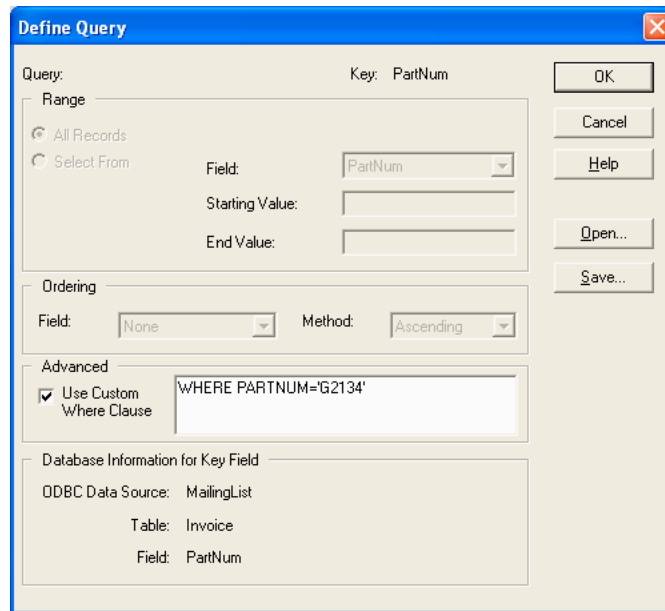 Define Query
Query: Key: PartNum
OK
Range
All Records
Cancel
Select From
Help
Field: PartNum
Starting Value:
End Value:
Open...
Save...
Ordering
Field: None Method: Ascending
Advanced
Use Custom
Where Clause
WHERE PARTNUM='G2134'
Database Information for Key Field
ODBC Data Source: MailingList
Table: Invoice
Field: PartNum